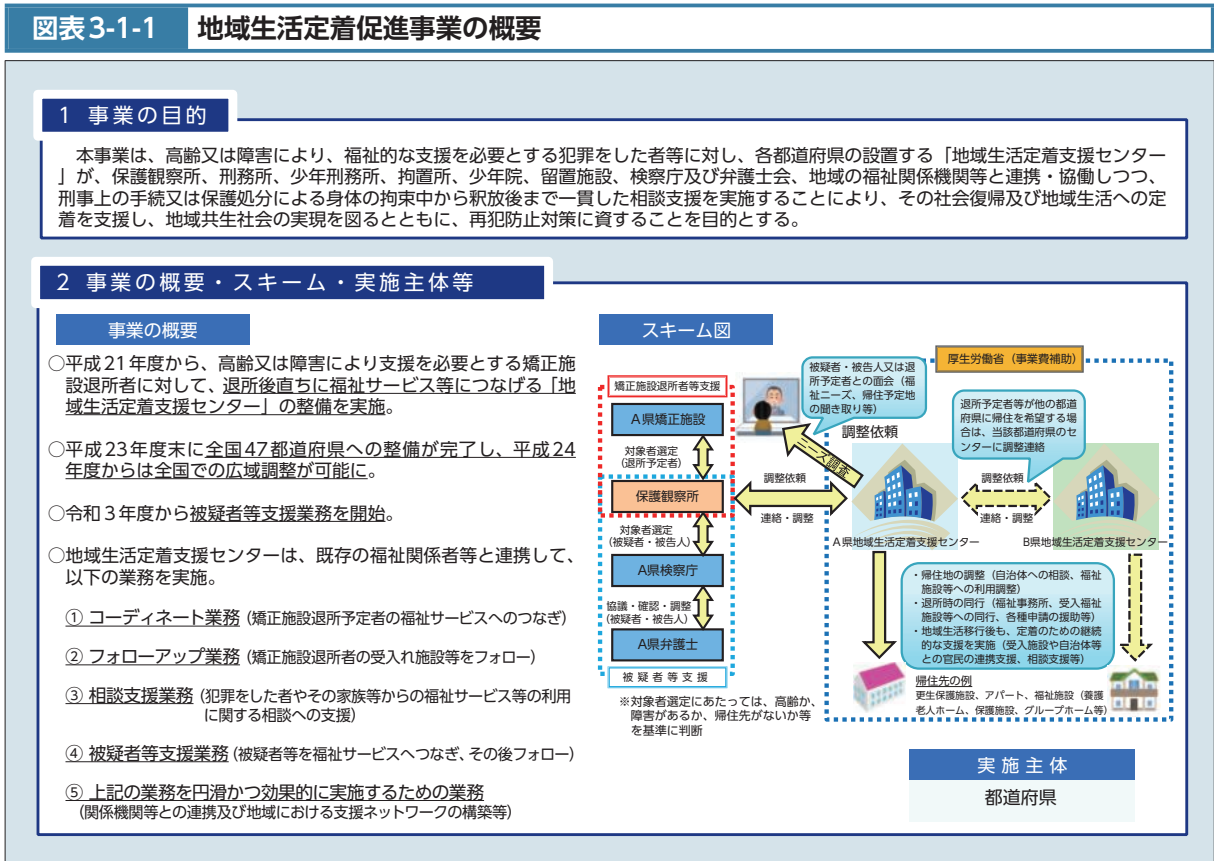 図表3-1-1 地域生活定着促進事業の概要
1 事業の目的
本事業は、高齢又は障害により、福祉的な支援を必要とする犯罪をした者等に対し、各都道府県の設置する「地域生活定着支援センター
」が、保護観察所、刑務所、少年刑務所、拘置所、少年院、留置施設、検察庁及び弁護士会、地域の福祉関係機関等と連携・協働しつつ、
刑事上の手続又は保護処分による身体の拘束中から釈放後まで一貫した相談支援を実施することにより、その社会復帰及び地域生活への定
着を支援し、地域共生社会の実現を図るとともに、再犯防止対策に資することを目的とする。
2 事業の概要・スキーム・実施主体等
事業の概要
○平成21年度から、高齢又は障害により支援を必要とする矯正施
設退所者に対して、退所後直ちに福祉サービス等につなげる「地
域生活定着支援センター」の整備を実施。
○平成23年度末に全国47都道府県への整備が完了し、平成24
年度からは全国での広域調整が可能に。
○令和3年度から被疑者等支援業務を開始。
○地域生活定着支援センターは、既存の福祉関係者等と連携して、
以下の業務を実施。
① コーディネート業務 (矯正施設退所予定者の福祉サービスへのつなぎ)
② フォローアップ業務 (矯正施設退所者の受入れ施設等をフォロー)
③ 相談支援業務 (犯罪をした者やその家族等からの福祉サービス等の利用
に関する相談への支援)
④ 被疑者等支援業務 (被疑者等を福祉サービスへつなぎ、その後フォロー)
⑤ 上記の業務を円滑かつ効果的に実施するための業務
(関係機関等との連携及び地域における支援ネットワークの構築等)
スキーム図
矯正施設退所者等支援
A県矯正施設
対象者選定
(退所予定者)
保護観察所
対象者選定
(被疑者・被告人)
A県検察庁
協議・確認・調整
(被疑者・被告人)
A県弁護士
被疑者等支援
※対象者選定にあたっては、高齢か、
障害があるか、帰住先がないか等
を基準に判断
被疑者・被告人又は退
所予定者との面会（福
祉ニーズ、帰住予定地
の聞き取り等）
調整依頼
ニーズ調査
調整依頼
連絡・調整
厚生労働省（事業費補助）
退所予定者等が他の都道
府県に帰住を希望する場
合は、当該都道府県のセ
ンターに調整連絡
調整依頼
連絡・調整
A県地域生活定着支援センター
B県地域生活定着支援センター
・帰住地の調整（自治体への相談、福祉
施設等への利用調整）
・退所時の同行（福祉事務所、受入福祉
施設等への同行、各種申請の援助等）
・地域生活移行後も、定着のための継続
的な支援を実施（受入施設や自治体等
との官民の連携支援、相談支援等）
帰住先の例
更生保護施設、アパート、福祉施設（養護
老人ホーム、保護施設、グループホーム等）
実施主体
都道府県